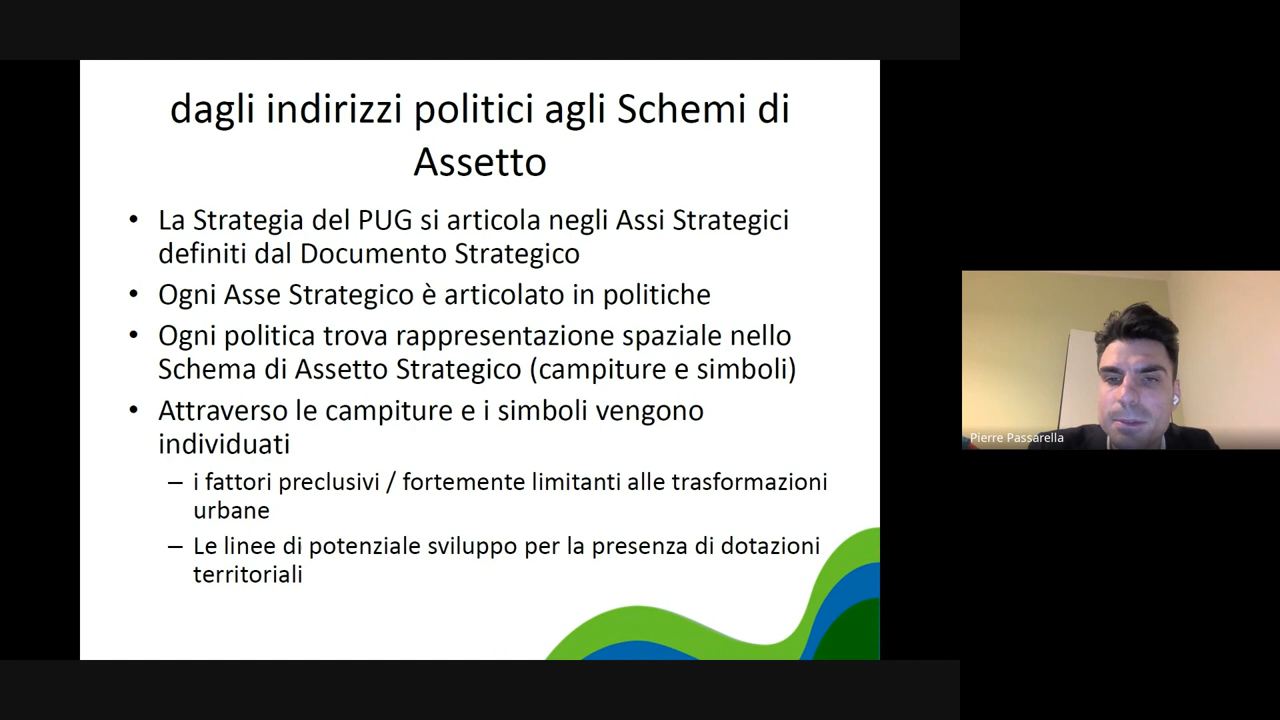 dagli indirizzi politici agli Schemi di
Assetto
• La Strategia del PUG si articola negli Assi Strategici
definiti dal Documento Strategico
• Ogni Asse Strategico è articolato in politiche
• Ogni politica trova rappresentazione spaziale nello
Schema di Assetto Strategico (campiture e simboli)
• Attraverso le campiture e i simboli vengono
individuati
– i fattori preclusivi / fortemente limitanti alle trasformazioni
urbane
– Le linee di potenziale sviluppo per la presenza di dotazioni
territoriali
Pierre Passarella